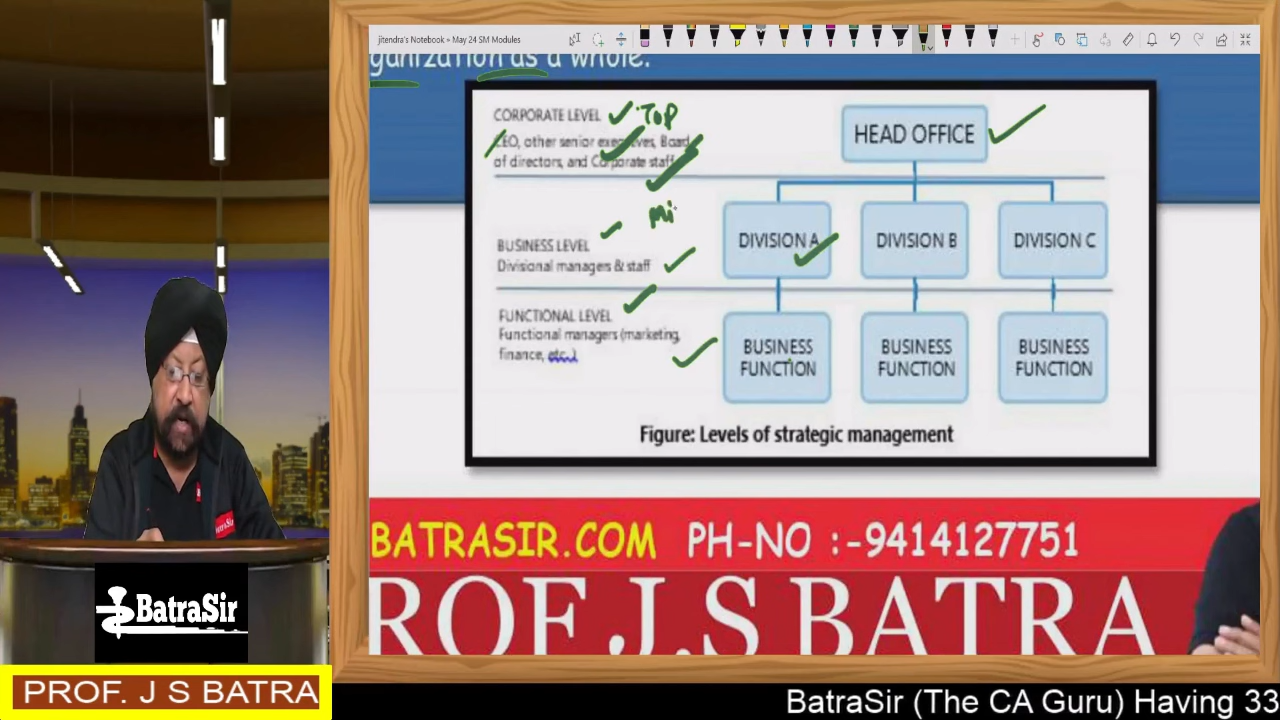 jitendra's Notebook » May 24 SM Modules
ganization as a whole.
CORPORATE LEVEL
Top
CEO, other senior executives, Board
of directors, and Corporate staff
HEAD OFFICE
Mi
BUSINESS LEVEL
Divisional managers & staff
DIVISION A
DIVISION B
DIVISION C
FUNCTIONAL LEVEL
Functional managers (marketing,
finance, etc..)
BUSINESS
FUNCTION
BUSINESS
FUNCTION
BUSINESS
FUNCTION
Figure: Levels of strategic management
BATRASIR.COM PH-NO :-9414127751
ROF J.S BATRA
BatraSir
BatraSir
PROF. J S BATRA
BatraSir (The CA Guru) Having 33